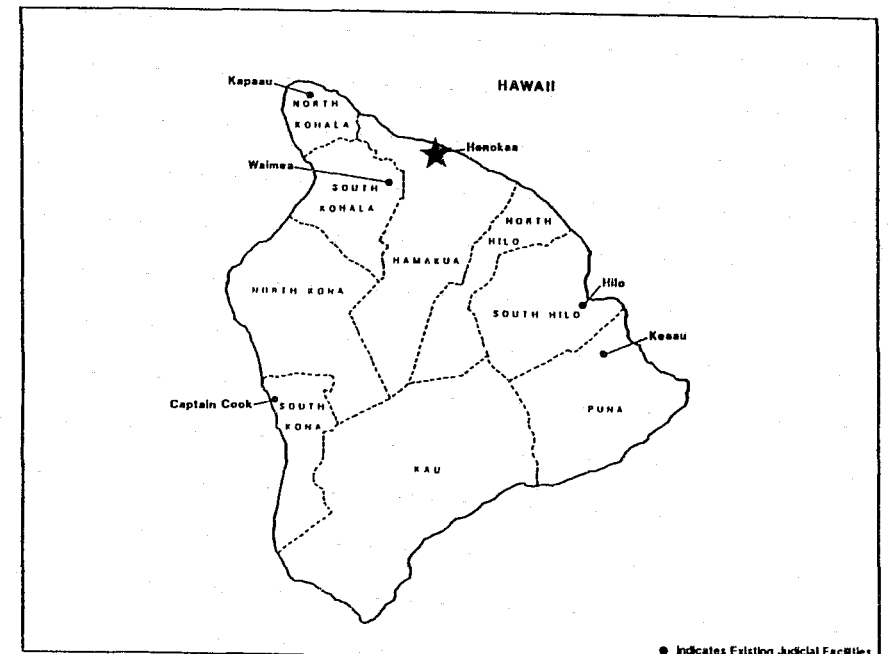 HAWAII
Kapaau
NORTH
KOHALA
Honokaa
Waimea
SOUTH
KOHALA
NORTH
HILO
HAMAKUA
NORTH KONA
Hilo
SOUTH HILO
Keaau
Captain Cook
SOUTH
KONA
PUNA
KAU
● Indicates Existing Judicial Facilities